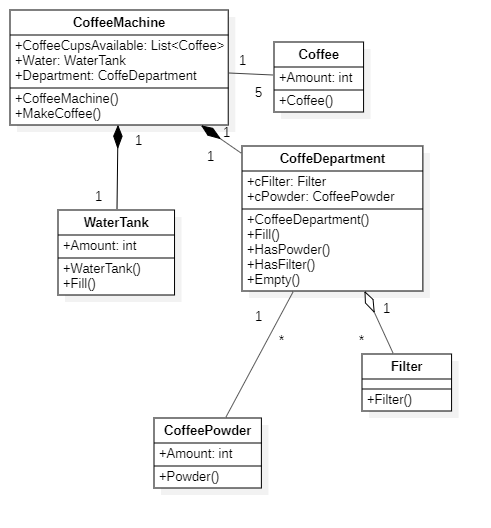 CoffeeMachine
+CoffeeCupsAvailable: List<Coffee>
+Water: WaterTank
+Department: CoffeDepartment
+CoffeeMachine()
+MakeCoffee()
1
5
Coffee
+Amount: int
+Coffee()
1
1
1
1
WaterTank
+Amount: int
+WaterTank()
+Fill()
CoffeDepartment
+cFilter: Filter
+cPowder: CoffeePowder
+CoffeeDepartment()
+Fill()
+HasPowder()
+HasFilter()
+Empty()
1
*
1
*
Filter
+Filter()
CoffeePowder
+Amount: int
+Powder()